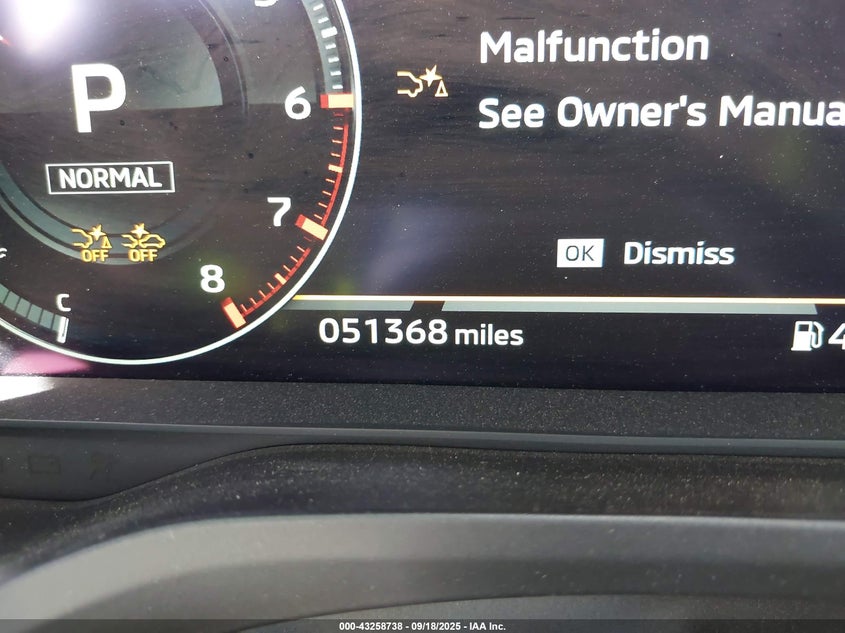 Malfunction
See Owner's Manua
P
6
NORMAL
7
OFF OFF
8
OK Dismiss
C
051368 miles
4
000-43258738 - 09/18/2025 - IAA Inc.